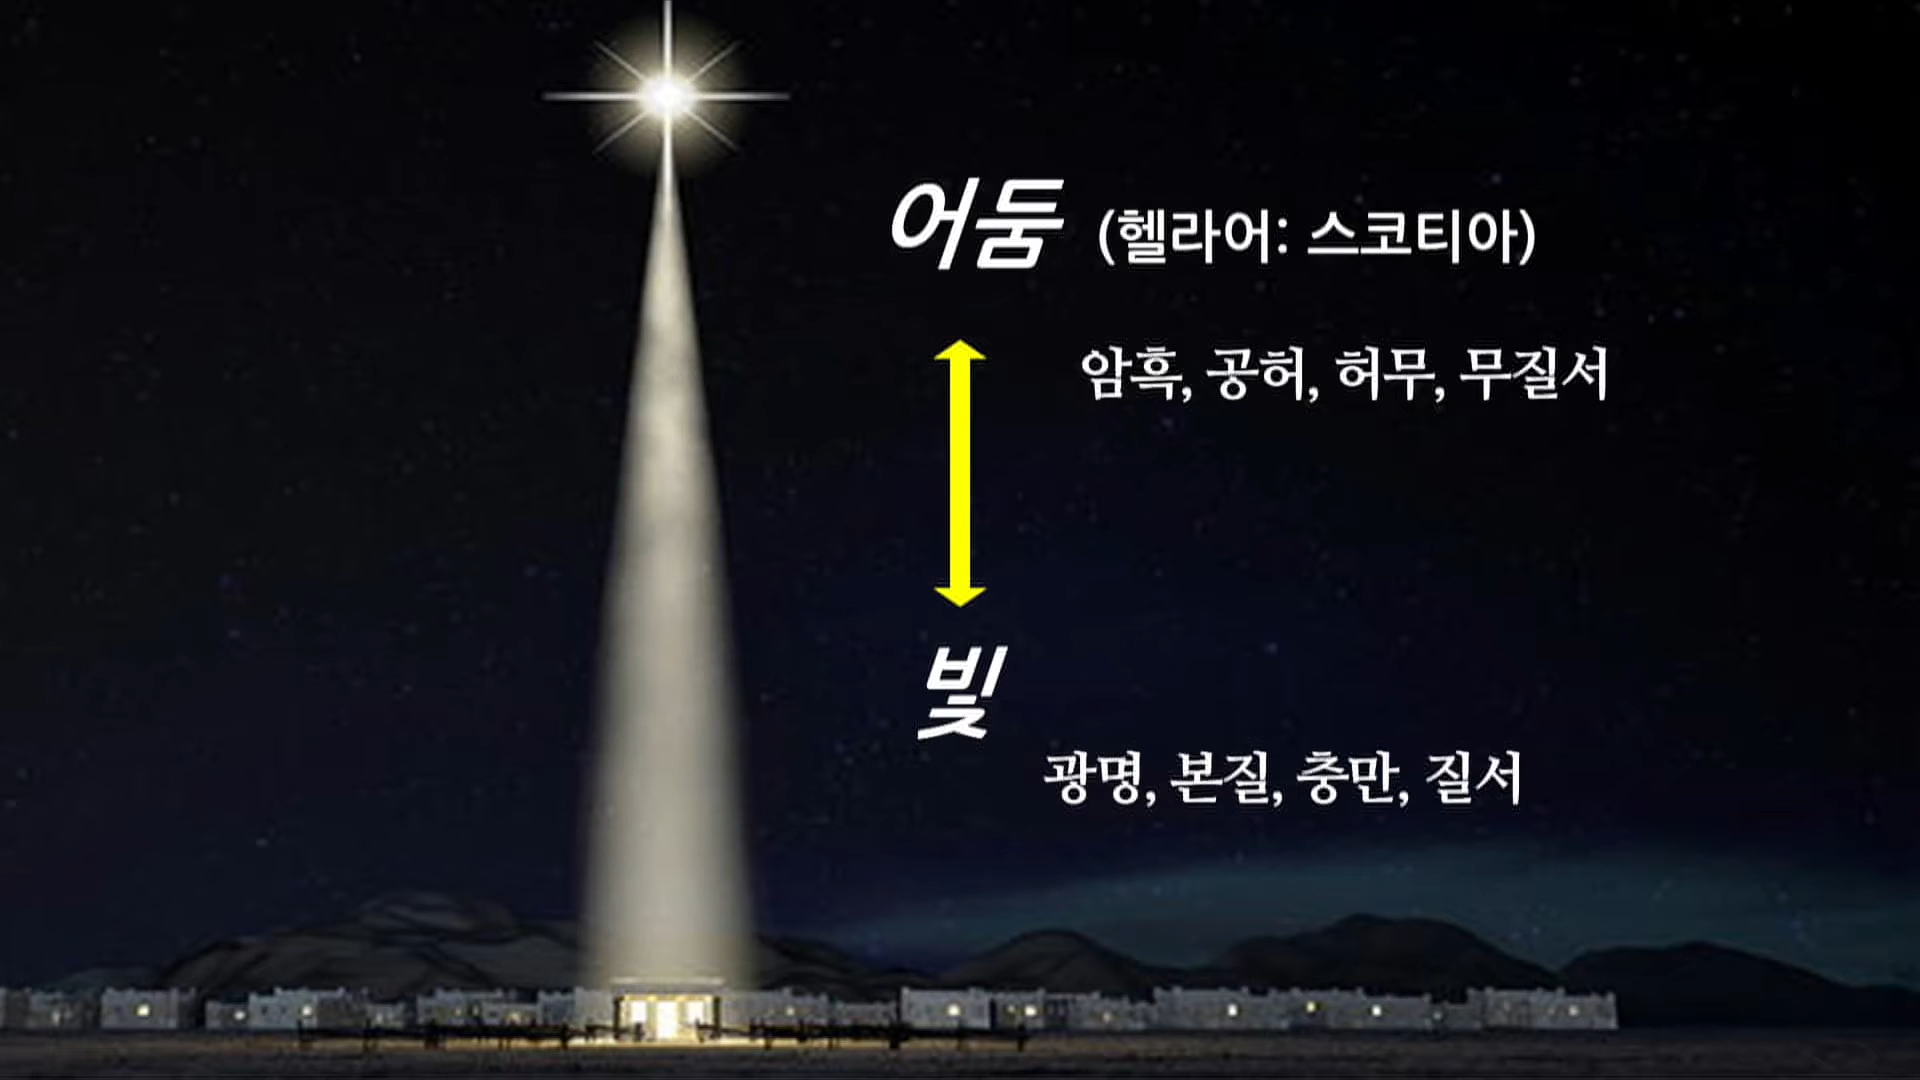 어둠 (헬라어: 스코티아)
암흑, 공허, 허무, 무질서
빛
광명, 본질, 충만, 질서